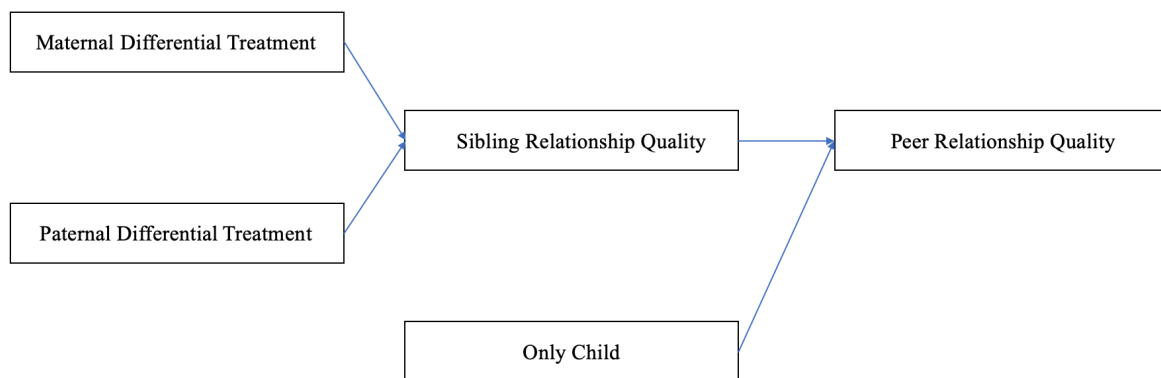 Maternal Differential Treatment
Sibling Relationship Quality
Peer Relationship Quality
Paternal Differential Treatment
Only Child